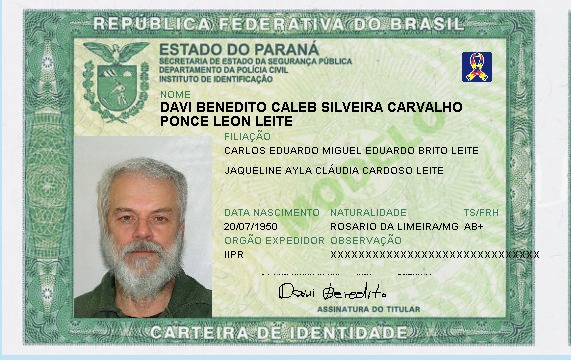 REPÚBLICA FEDERATIVA DO BRASIL
ESTADO DO PARANÁ
SECRETARIA DE ESTADO DA SEGURANÇA PÚBLICA
DEPARTAMENTO DA POLÍCIA CIVIL
INSTITUTO DE IDENTIFICAÇÃO
NOME
DAVI BENEDITO CALEB SILVEIRA CARVALHO
PONCE LEON LEITE
FILIAÇÃO
CARLOS EDUARDO MIGUEL EDUARDO BRITO LEITE
JAQUELINE AYLA CLÁUDIA CARDOSO LEITE
MODELO
DATA NASCIMENTO NATURALIDADE TS/FRH
20/07/1950 ROSARIO DA LIMEIRA/MG AB+
ORGÃO EXPEDIDOR OBSERVAÇÃO
IIPR XXXXXXXXXXXXXXXXXXXXXXXXXXXXX
Davi Benedito
ASSINATURA DO TITULAR
CARTEIRA DE IDENTIDADE